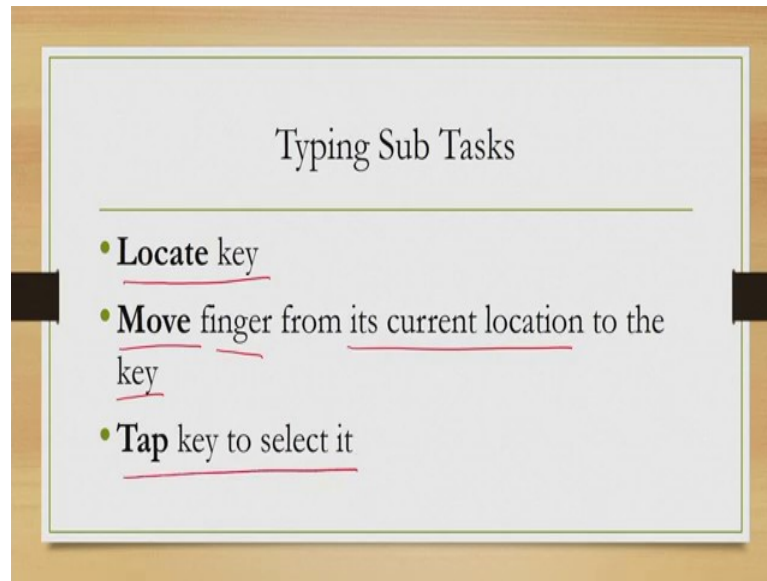 Typing Sub Tasks
• Locate key
• Move finger from its current location to the
key
• Tap key to select it